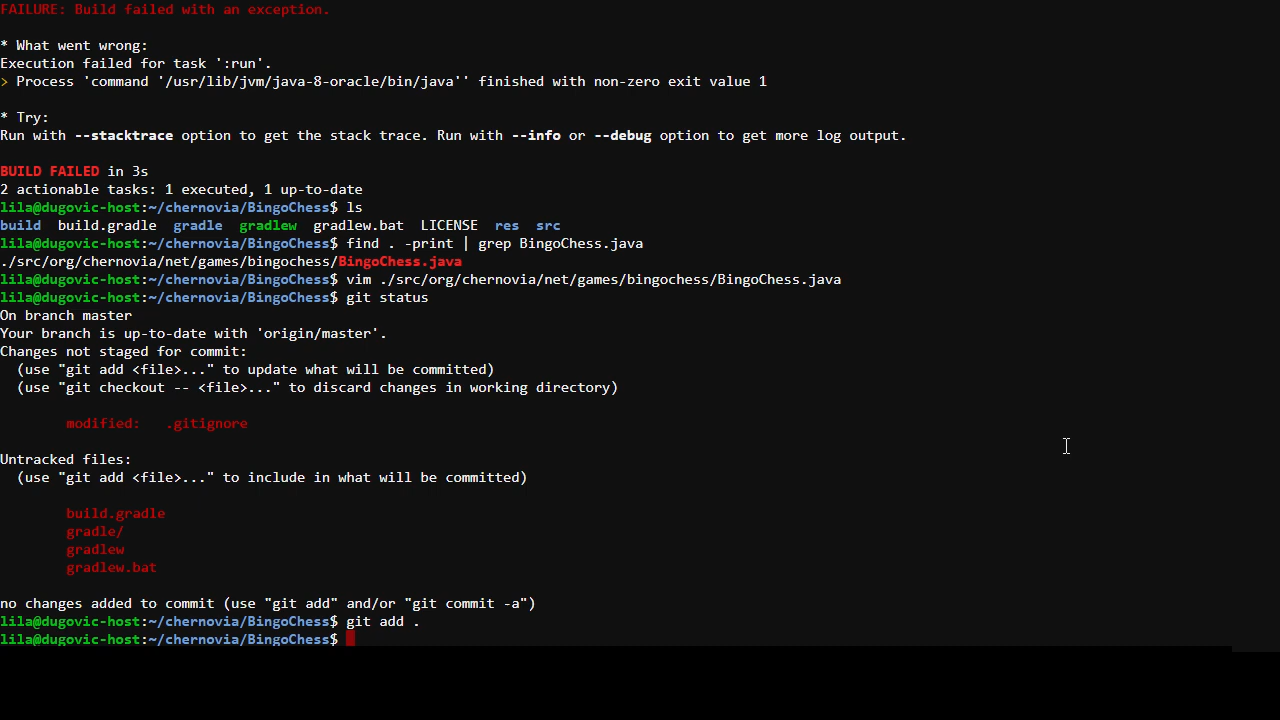 FAILURE: Build failed with an exception.
* What went wrong:
Execution failed for task ':run'.
> Process 'command '/usr/lib/jvm/java-8-oracle/bin/java'' finished with non-zero exit value 1
* Try:
Run with --stacktrace option to get the stack trace. Run with --info or --debug option to get more log output.
BUILD FAILED in 3s
2 actionable tasks: 1 executed, 1 up-to-date
lila@dugovic-host:~/chernovia/BingoChess$ ls
build build.gradle gradle gradlew gradlew.bat LICENSE res src
lila@dugovic-host:~/chernovia/BingoChess$ find . -print | grep BingoChess.java
./src/org/chernovia/net/games/bingochess/BingoChess.java
lila@dugovic-host:~/chernovia/BingoChess$ vim ./src/org/chernovia/net/games/bingochess/BingoChess.java
lila@dugovic-host:~/chernovia/BingoChess$ git status
On branch master
Your branch is up-to-date with 'origin/master'.
Changes not staged for commit:
(use "git add <file>..." to update what will be committed)
(use "git checkout -- <file>..." to discard changes in working directory)
modified: .gitignore
Untracked files:
(use "git add <file>..." to include in what will be committed)
build.gradle
gradle/
gradlew
gradlew.bat
no changes added to commit (use "git add" and/or "git commit -a")
lila@dugovic-host:~/chernovia/BingoChess$ git add .
lila@dugovic-host:~/chernovia/BingoChess$